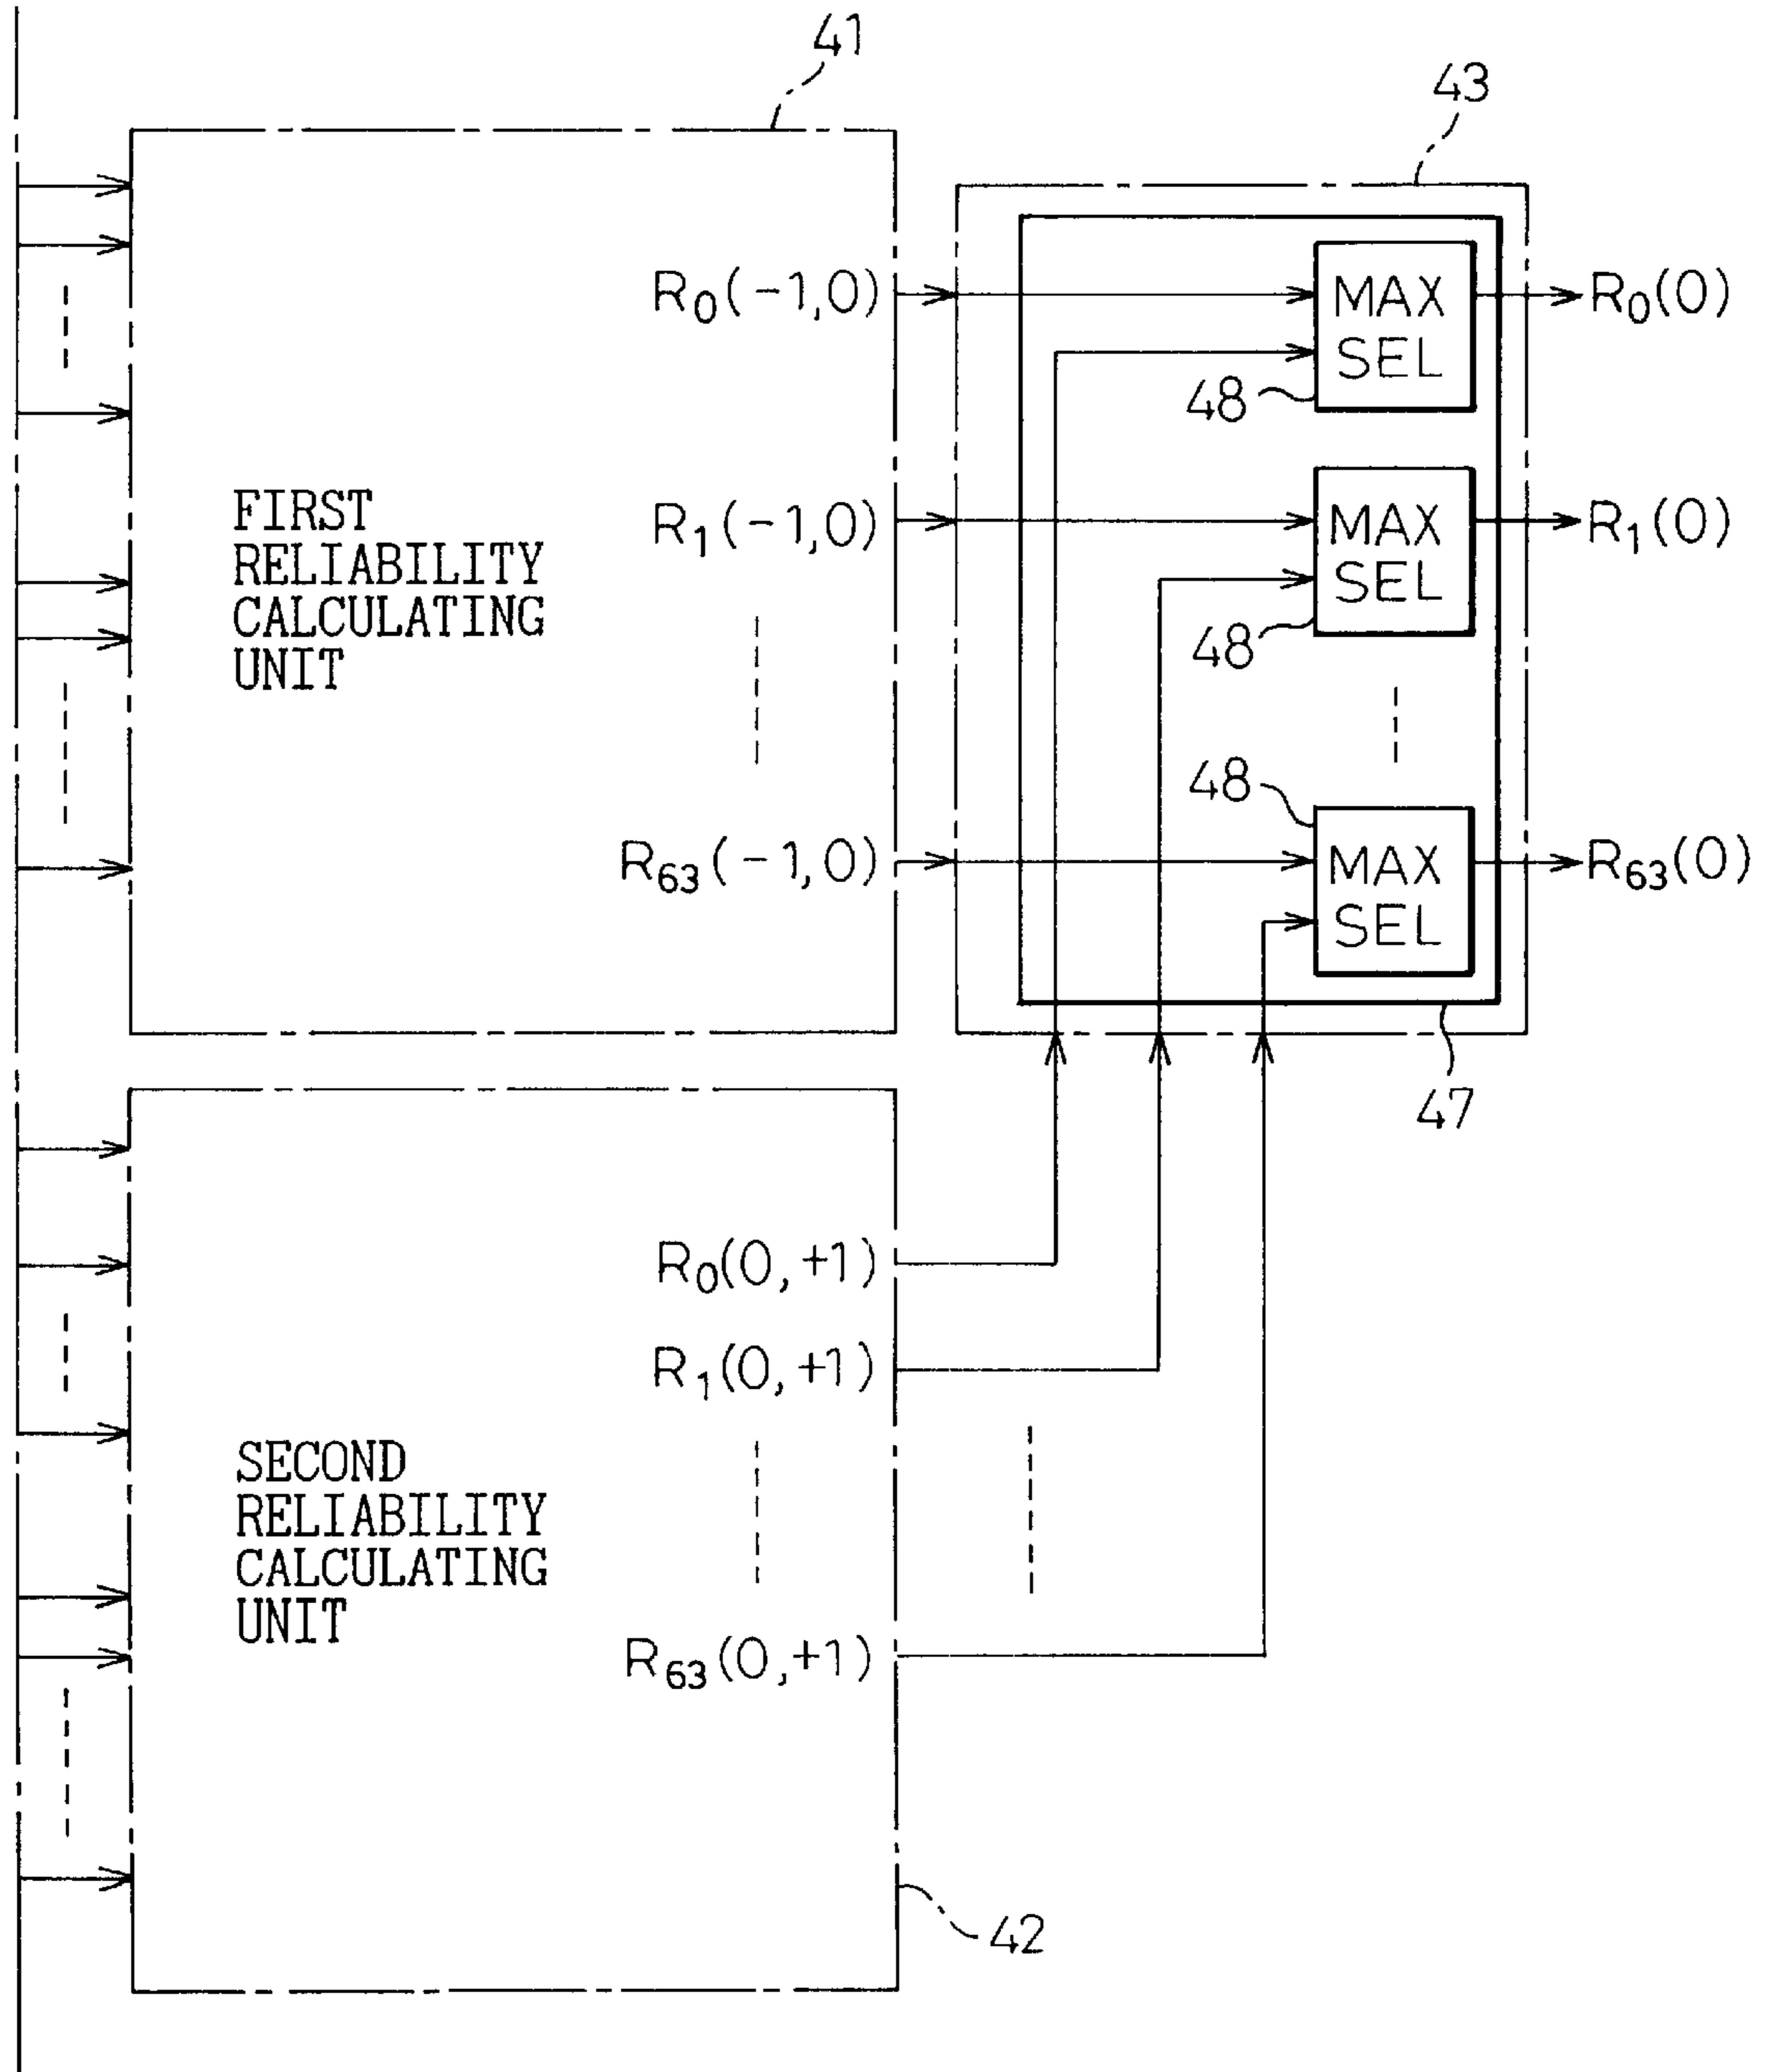 41
43
R₀(-1,0)
MAX
SEL
R₀(0)
48
FIRST
RELIABILITY
CALCULATING
UNIT
R₁(-1,0)
MAX
SEL
R₁(0)
48
48
R₆₃(-1,0)
MAX
SEL
R₆₃(0)
47
R₀(0,+1)
R₁(0,+1)
SECOND
RELIABILITY
CALCULATING
UNIT
R₆₃(0,+1)
42